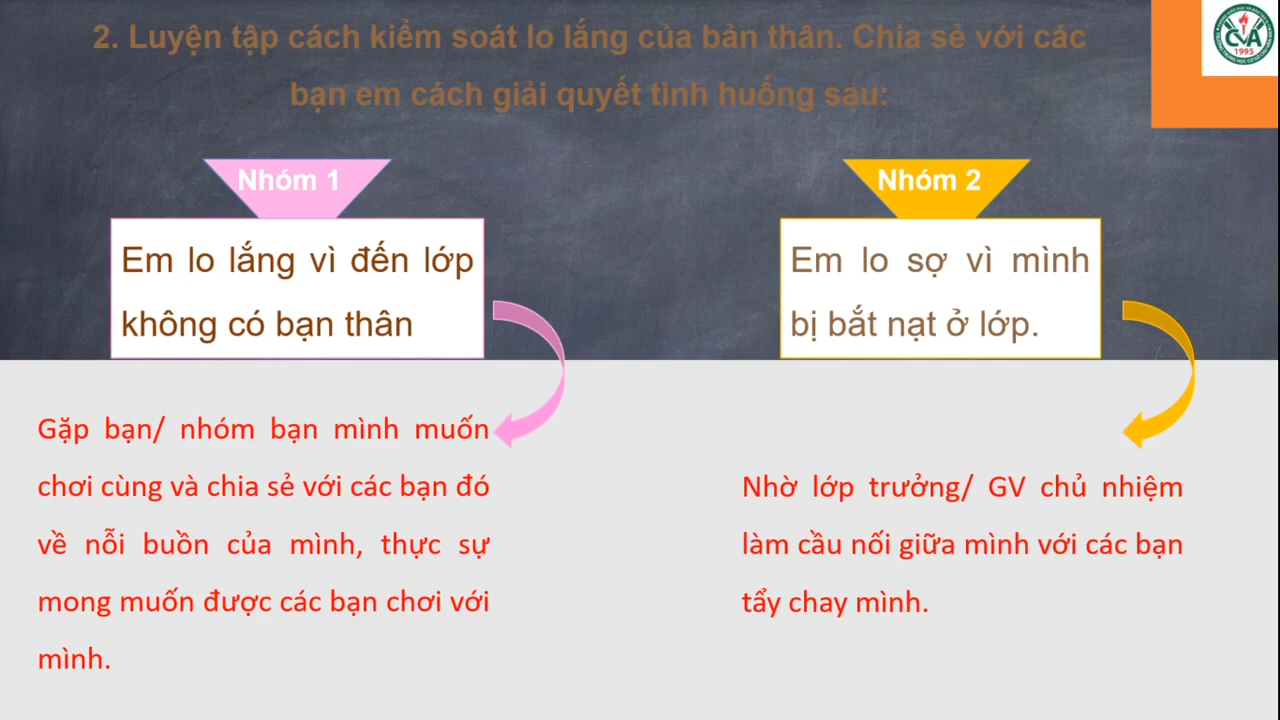 2. Luyện tập cách kiểm soát lo lắng của bản thân. Chia sẻ với các
bạn em cách giải quyết tình huống sau:
Nhóm 1
Em lo lắng vì đến lớp
không có bạn thân
Gặp bạn/ nhóm bạn mình muốn
chơi cùng và chia sẻ với các bạn đó
về nỗi buồn của mình, thực sự
mong muốn được các bạn chơi với
mình.
Nhóm 2
Em lo sợ vì mình
bị bắt nạt ở lớp.
Nhờ lớp trưởng/ GV chủ nhiệm
làm cầu nối giữa mình với các bạn
tẩy chay mình.
CVA
1995